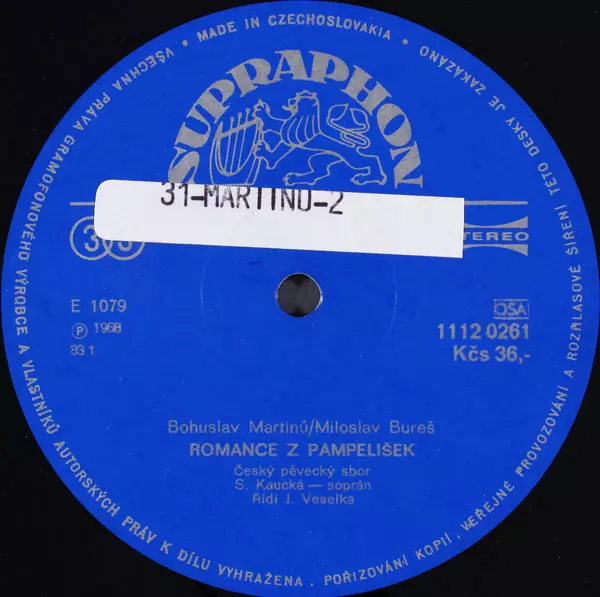 VŠECHNA PRÁVA GRAMOFONOVÉHO VÝROBCE A VLASTNÍKŮ AUTORSKÝCH PRÁV K DÍLU VYHRAŽENA. POŘIZOVÁNÍ KOPIÍ, VEŘEJNÉ PROVOZOVÁNÍ A ROZHLASOVÉ ŠÍŘENÍ TÉTO DESKY JE ZAKÁZÁNO
• MADE IN CZECHOSLOVAKIA •
SUPRAPHON
31-MARTINU-2
33
STEREO
E 1079
Ⓟ 1968
83 1
OSA
1112 0261
Kčs 36,-
Bohuslav Martinů/Miloslav Bureš
ROMANCE Z PAMPELIŠEK
Český pěvecký sbor
S. Kaucká — soprán
Řídí J. Veselka